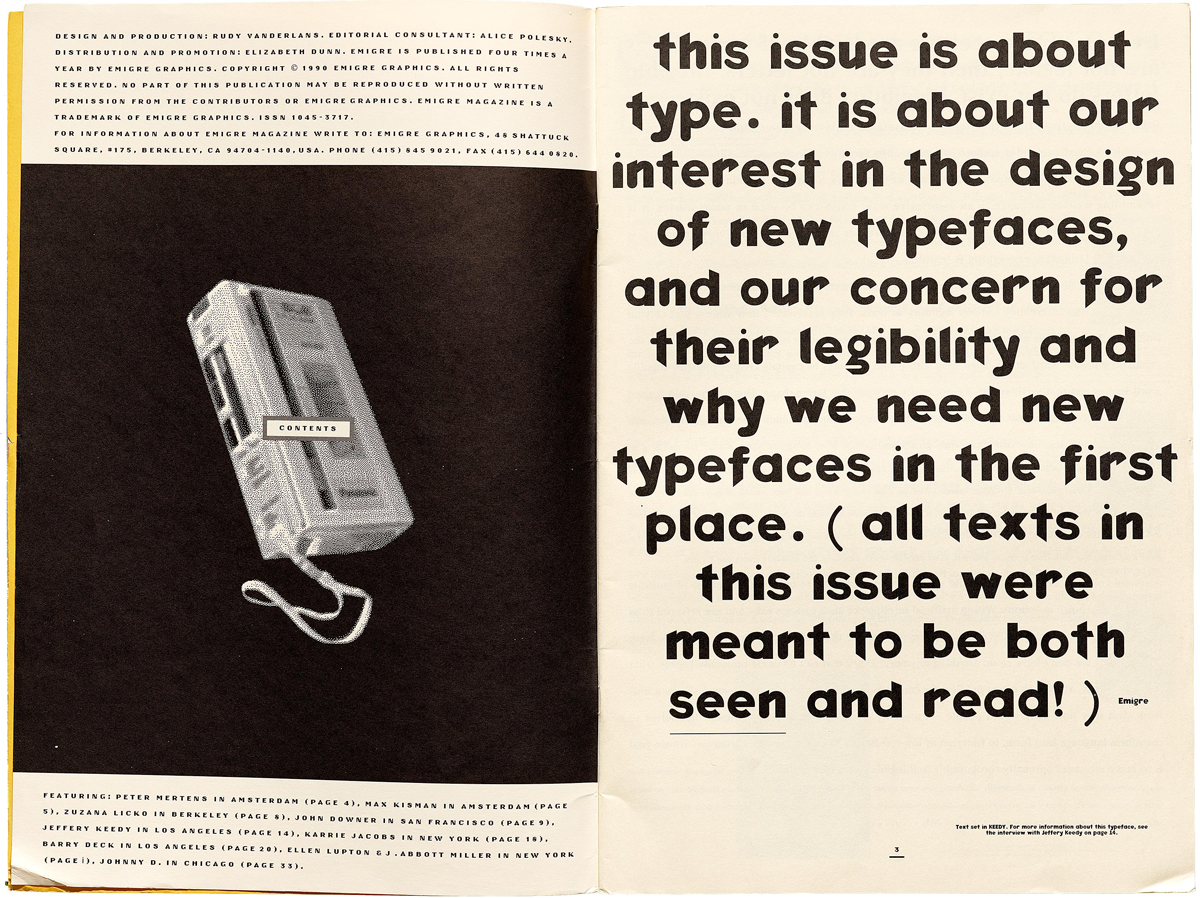 DESIGN AND PRODUCTION: RUDY VANDERLANS. EDITORIAL CONSULTANT: ALICE POLESKY.
DISTRIBUTION AND PROMOTION: ELIZABETH DUNN. EMIGRE IS PUBLISHED FOUR TIMES A
YEAR BY EMIGRE GRAPHICS. COPYRIGHT © 1990 EMIGRE GRAPHICS. ALL RIGHTS
RESERVED. NO PART OF THIS PUBLICATION MAY BE REPRODUCED WITHOUT WRITTEN
PERMISSION FROM THE CONTRIBUTORS OR EMIGRE GRAPHICS. EMIGRE MAGAZINE IS A
TRADEMARK OF EMIGRE GRAPHICS. ISSN 1045-3717.
FOR INFORMATION ABOUT EMIGRE MAGAZINE WRITE TO: EMIGRE GRAPHICS, 48 SHATTUCK
SQUARE, #175, BERKELEY, CA 94704-1140, USA. PHONE (415) 845 9021, FAX (415) 644 0820.
CONTENTS
Panasonic
FEATURING: PETER MERTENS IN AMSTERDAM (PAGE 4), MAX KISMAN IN AMSTERDAM (PAGE
5), ZUZANA LICKO IN BERKELEY (PAGE 8), JOHN DOWNER IN SAN FRANCISCO (PAGE 9),
JEFFERY KEEDY IN LOS ANGELES (PAGE 14), KARRIE JACOBS IN NEW YORK (PAGE 18),
BARRY DECK IN LOS ANGELES (PAGE 20), ELLEN LUPTON & J. ABBOTT MILLER IN NEW YORK
(PAGE i), JOHNNY D. IN CHICAGO (PAGE 33).
this issue is about
type. it is about our
interest in the design
of new typefaces,
and our concern for
their legibility and
why we need new
typefaces in the first
place. ( all texts in
this issue were
meant to be both
seen and read! ) Emigre
Text set in KEEDY. For more information about this typeface, see
the interview with Jeffery Keedy on page 14.
3